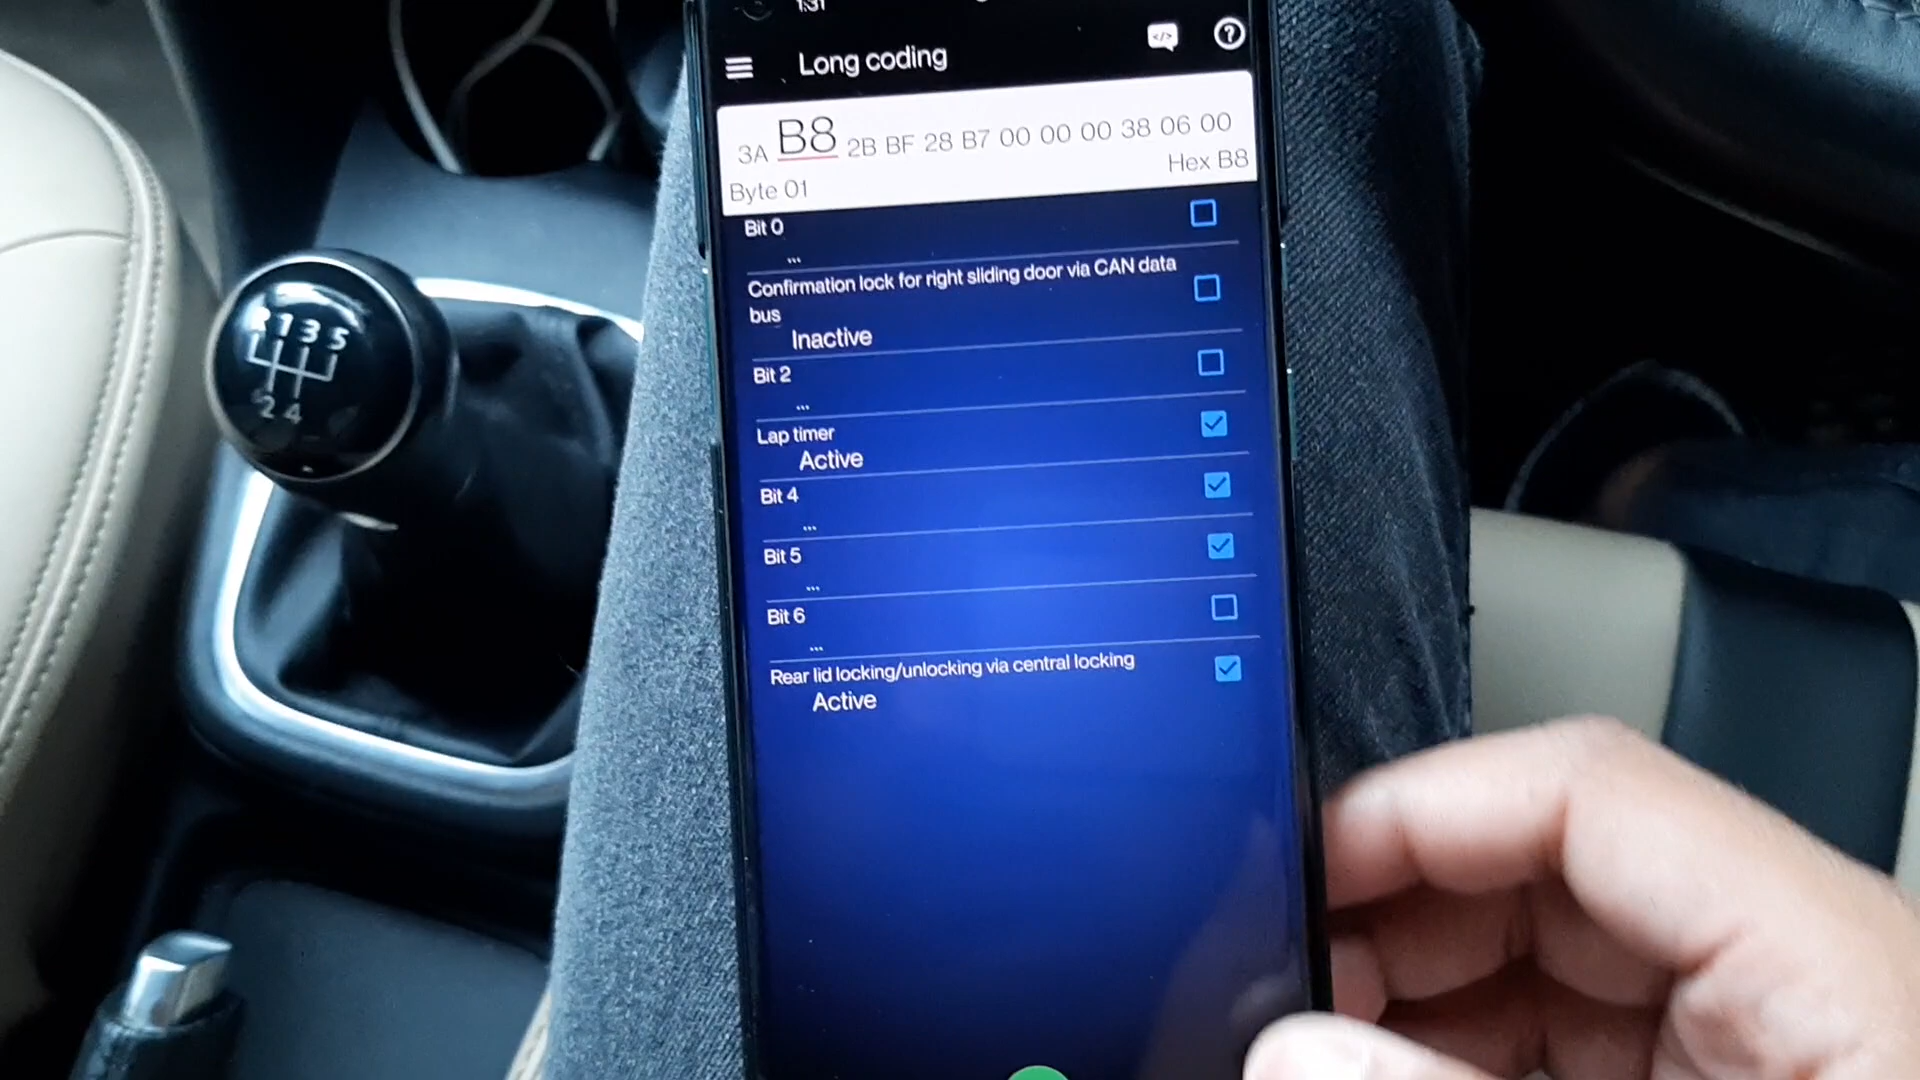 1:31
Long coding
3A B8 2B BF 28 B7 00 00 00 38 06 00
Hex B8
Byte 01
Bit 0
...
Confirmation lock for right sliding door via CAN data
bus
Inactive
Bit 2
...
Lap timer
Active
Bit 4
...
Bit 5
...
Bit 6
...
Rear lid locking/unlocking via central locking
Active
R 1 3 5
2 4